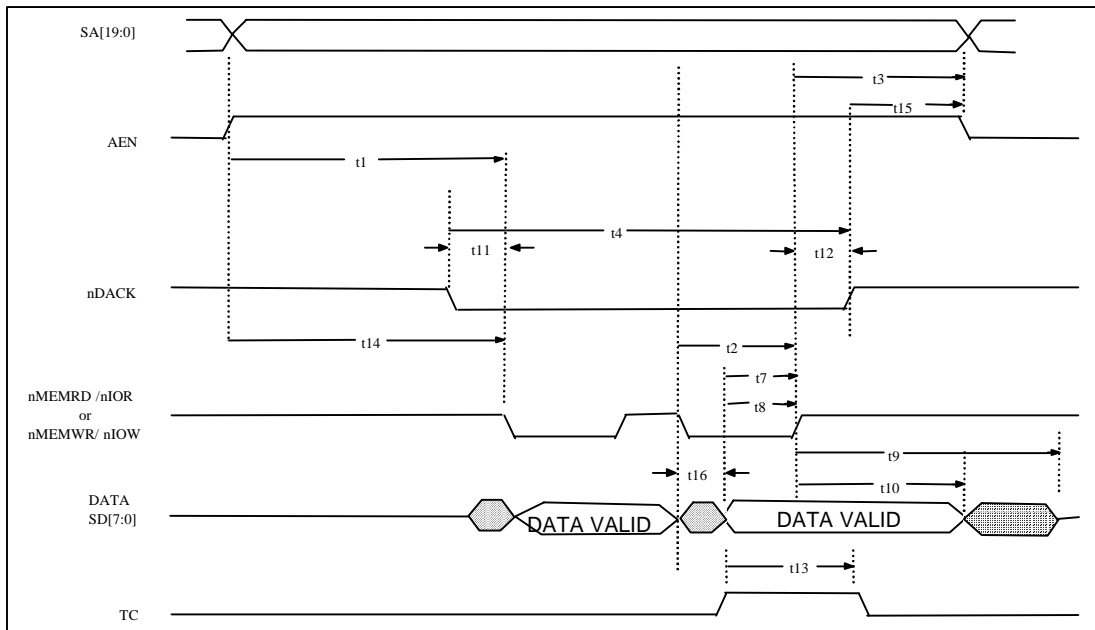 SA[19:0]
t3
t15
AEN
t1
t4
t11
t12
nDACK
t14
t2
t7
nMEMRD /nIOR
or
t8
nMEMWR/ nIOW
t9
t16
t10
DATA
SD[7:0]
DATA VALID
DATA VALID
t13
TC